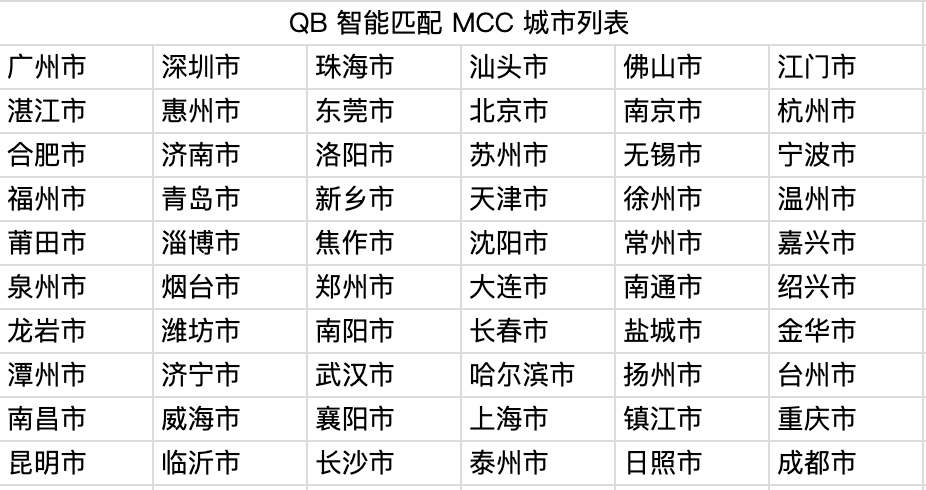 QB 智能匹配 MCC 城市列表
广州市 深圳市 珠海市 汕头市 佛山市 江门市
湛江市 惠州市 东莞市 北京市 南京市 杭州市
合肥市 济南市 洛阳市 苏州市 无锡市 宁波市
福州市 青岛市 新乡市 天津市 徐州市 温州市
莆田市 淄博市 焦作市 沈阳市 常州市 嘉兴市
泉州市 烟台市 郑州市 大连市 南通市 绍兴市
龙岩市 潍坊市 南阳市 长春市 盐城市 金华市
潭州市 济宁市 武汉市 哈尔滨市 扬州市 台州市
南昌市 威海市 襄阳市 上海市 镇江市 重庆市
昆明市 临沂市 长沙市 泰州市 日照市 成都市